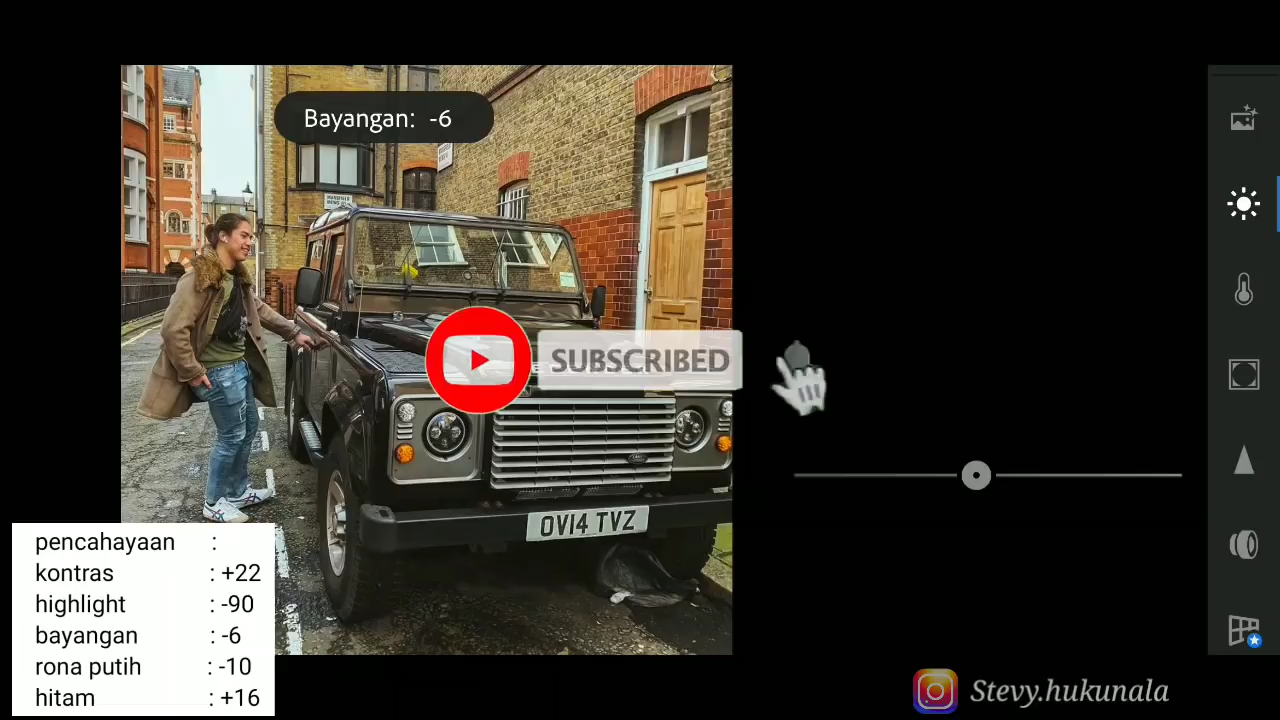 Bayangan: -6
SUBSCRIBED
OV14 TVZ
pencahayaan :
kontras : +22
highlight : -90
bayangan : -6
rona putih : -10
hitam : +16
Stevy.hukunala